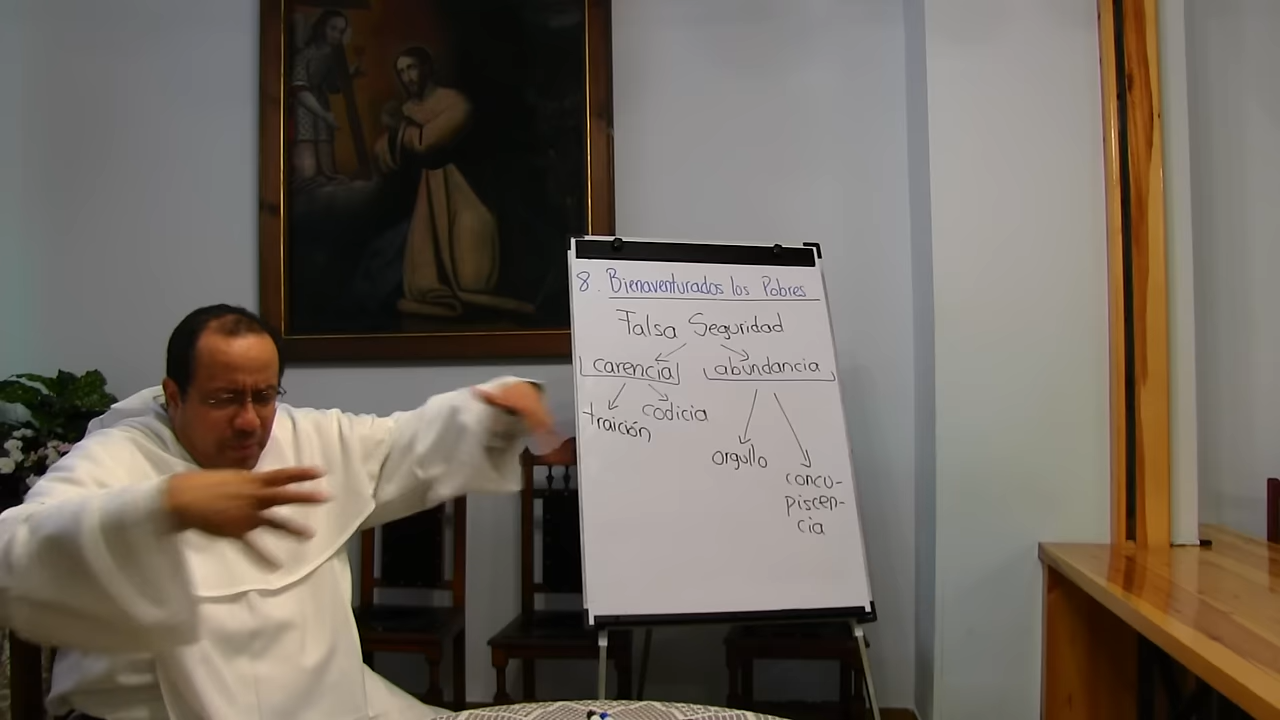 8. Bienaventurados los Pobres
Falsa Seguridad
carencia abundancia
traición codicia
orgullo
concu-
piscen-
cia